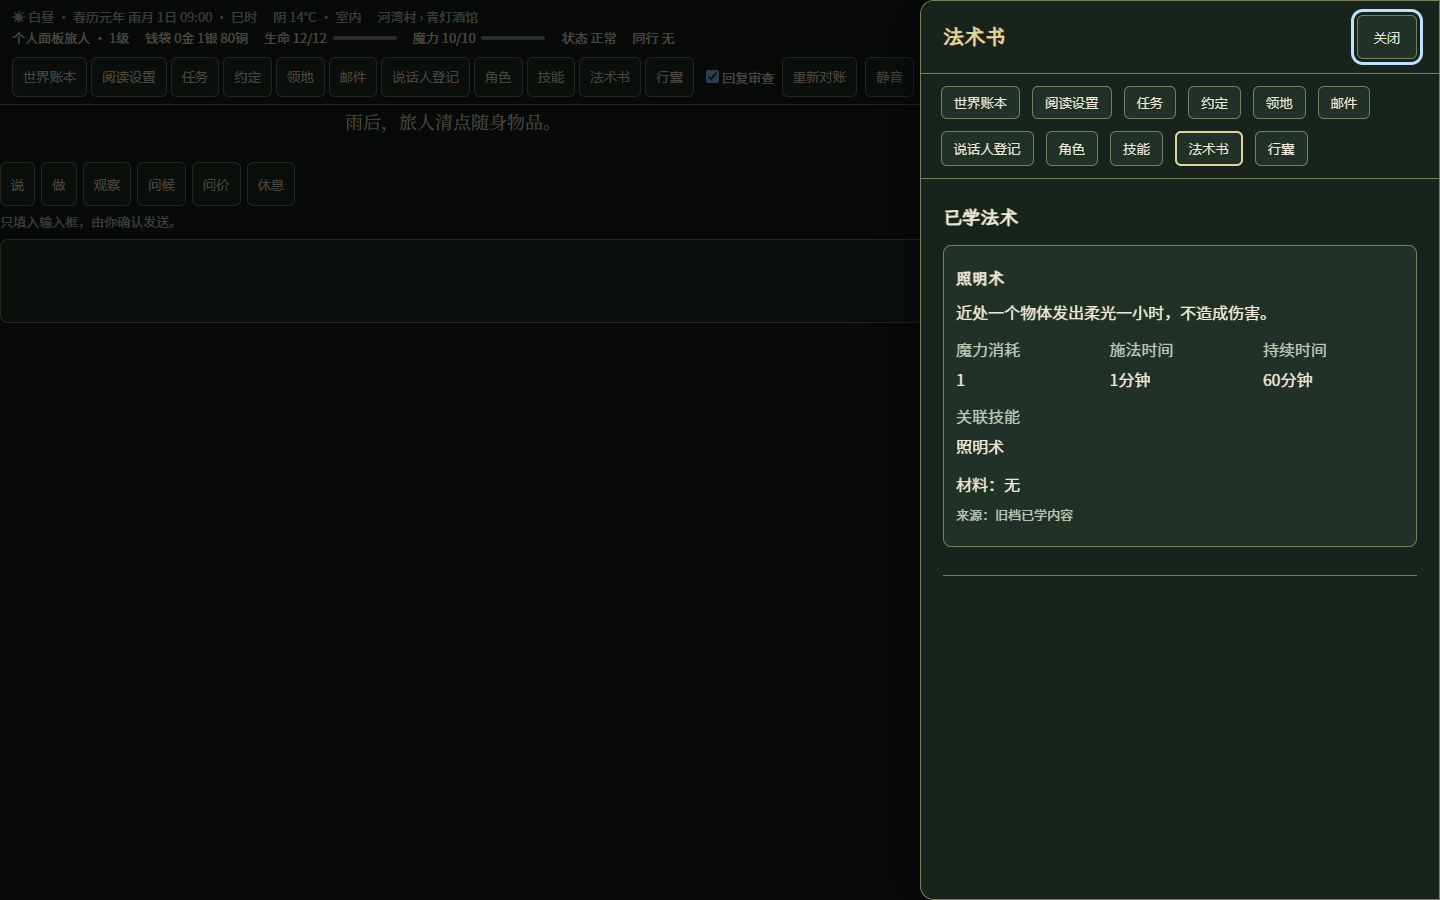 ☀ 白昼 · 春历元年 雨月 1日 09:00 · 巳时 阴 14°C · 室内 河湾村 › 青灯酒馆
个人面板旅人 · 1级 钱袋 0金 1银 80铜 生命 12/12 魔力 10/10 状态 正常 同行 无
世界账本 阅读设置 任务 约定 领地 邮件 说话人登记 角色 技能 法术书 行囊 回复审查 重新对账 静音
雨后，旅人清点随身物品。
说 做 观察 问候 问价 休息
只填入输入框，由你确认发送。
法术书 关闭
世界账本 阅读设置 任务 约定 领地 邮件
说话人登记 角色 技能 法术书 行囊
已学法术
照明术
近处一个物体发出柔光一小时，不造成伤害。
魔力消耗 施法时间 持续时间
1 1分钟 60分钟
关联技能
照明术
材料：无
来源：旧档已学内容